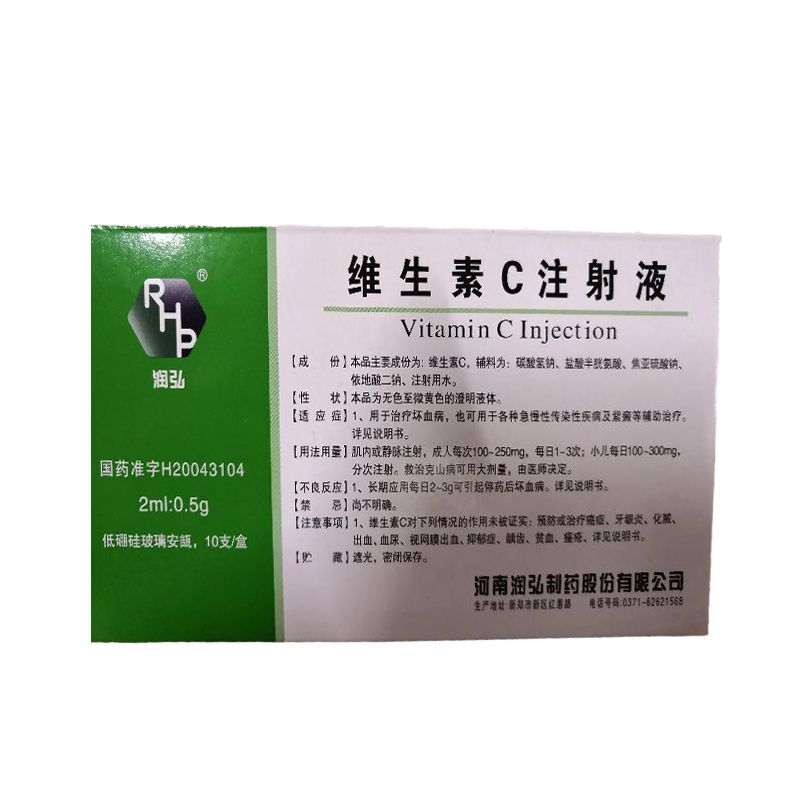 RHP®
润弘
国药准字H20043104
2ml:0.5g
低硼硅玻璃安瓿，10支/盒
维生素C注射液
Vitamin C Injection
【成 份】本品主要成份为：维生素C，辅料为：碳酸氢钠、盐酸半胱氨酸、焦亚硫酸钠、
依地酸二钠、注射用水。
【性 状】本品为无色至微黄色的澄明液体。
【适 应 症】1、用于治疗坏血病，也可用于各种急慢性传染性疾病及紫癜等辅助治疗。
详见说明书。
【用法用量】肌内或静脉注射，成人每次100~250mg，每日1~3次；小儿每日100~300mg，
分次注射。救治克山病可用大剂量，由医师决定。
【不良反应】1、长期应用每日2~3g可引起停药后坏血病。详见说明书。
【禁 忌】尚不明确。
【注意事项】1、维生素C对下列情况的作用未被证实：预防或治疗癌症、牙龈炎、化脓、
出血、血尿、视网膜出血、抑郁症、龋齿、贫血、痤疮、详见说明书。
【贮 藏】遮光，密闭保存。
河南润弘制药股份有限公司
生产地址：新郑市新区红惠路 电话号码：0371-62621568